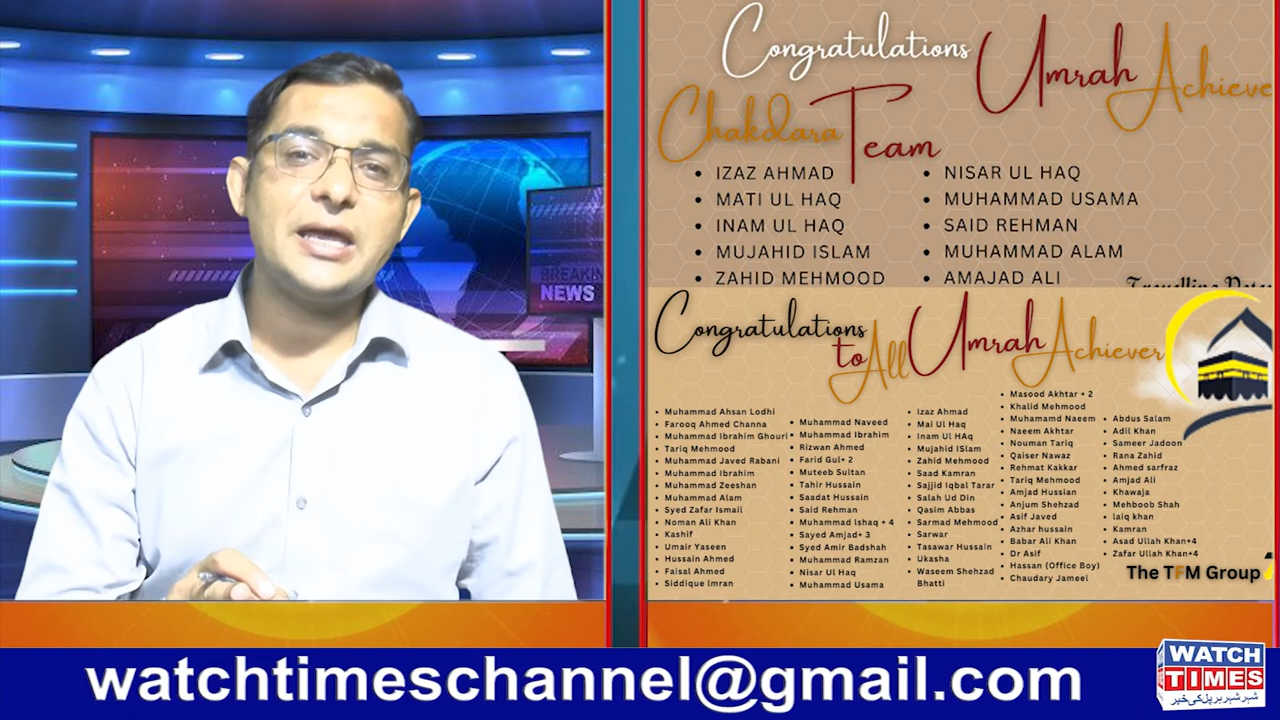 BREAKIN
NEWS
Congratulations Umrah Achieve
Chakdara Team
• IZAZ AHMAD
• MATI UL HAQ
• INAM UL HAQ
• MUJAHID ISLAM
• ZAHID MEHMOOD
• NISAR UL HAQ
• MUHAMMAD USAMA
• SAID REHMAN
• MUHAMMAD ALAM
• AMAJAD ALI
Congratulations
to All Umrah Achiever
• Muhammad Ahsan Lodhi
• Farooq Ahmed Channa
• Muhammad Ibrahim Ghouri
• Tariq Mehmood
• Muhammad Javed Rabani
• Muhammad Ibrahim
• Muhammad Zeeshan
• Muhammad Alam
• Syed Zafar Ismail
• Noman Ali Khan
• Kashif
• Umair Yaseen
• Hussain Ahmed
• Faisal Ahmed
• Siddique Imran
• Muhammad Naveed
• Muhammad Ibrahim
• Rizwan Ahmed
• Farid Gul+ 2
• Muteeb Sultan
• Tahir Hussain
• Saadat Hussain
• Said Rehman
• Muhammad Ishaq + 4
• Sayed Amjad+ 3
• Syed Amir Badshah
• Muhammad Ramzan
• Nisar Ul Haq
• Muhammad Usama
• Izaz Ahmad
• Mai Ul Haq
• Inam Ul HAq
• Mujahid ISlam
• Zahid Mehmood
• Saad Kamran
• Sajjid Iqbal Tarar
• Salah Ud Din
• Qasim Abbas
• Sarmad Mehmood
• Sarwar
• Tasawar Hussain
• Ukasha
• Waseem Shehzad
Bhatti
• Masood Akhtar + 2
• Khalid Mehmood
• Muhamamd Naeem
• Naeem Akhtar
• Nouman Tariq
• Qaiser Nawaz
• Rehmat Kakkar
• Tariq Mehmood
• Amjad Hussian
• Anjum Shehzad
• Asif Javed
• Azhar hussain
• Babar Ali Khan
• Dr Asif
• Hassan (Office Boy)
• Chaudary Jameel
• Abdus Salam
• Adil Khan
• Sameer Jadoon
• Rana Zahid
• Ahmed sarfraz
• Amjad Ali
• Khawaja
• Mehboob Shah
• laiq khan
• Kamran
• Asad Ullah Khan+4
• Zafar Ullah Khan+4
The TFM Group
watchtimeschannel@gmail.com
WATCH
TIMES
شہر شہر ہر پل کی خبر